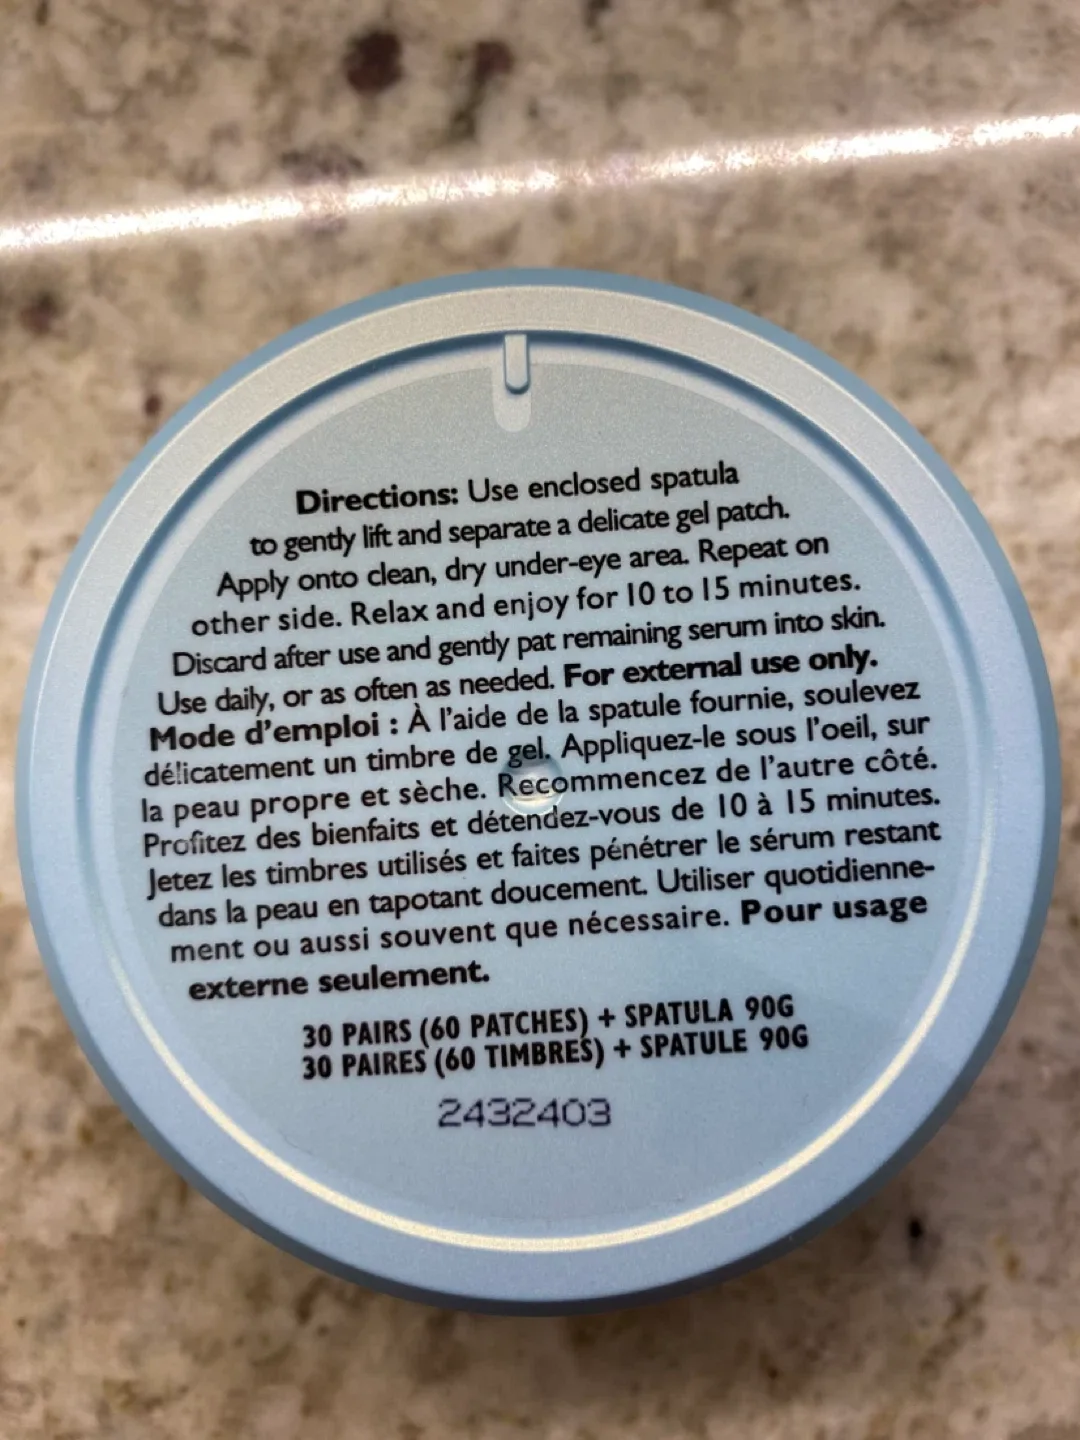 Directions: Use enclosed spatula
to gently lift and separate a delicate gel patch.
Apply onto clean, dry under-eye area. Repeat on
other side. Relax and enjoy for 10 to 15 minutes.
Discard after use and gently pat remaining serum into skin.
Use daily, or as often as needed. For external use only.
Mode d'emploi : À l'aide de la spatule fournie, soulevez
délicatement un timbre de gel. Appliquez-le sous l'oeil, sur
la peau propre et sèche. Recommencez de l'autre côté.
Profitez des bienfaits et détendez-vous de 10 à 15 minutes.
Jetez les timbres utilisés et faites pénétrer le sérum restant
dans la peau en tapotant doucement. Utiliser quotidienne-
ment ou aussi souvent que nécessaire. Pour usage
externe seulement.
30 PAIRS (60 PATCHES) + SPATULA 90G
30 PAIRES (60 TIMBRES) + SPATULE 90G
2432403